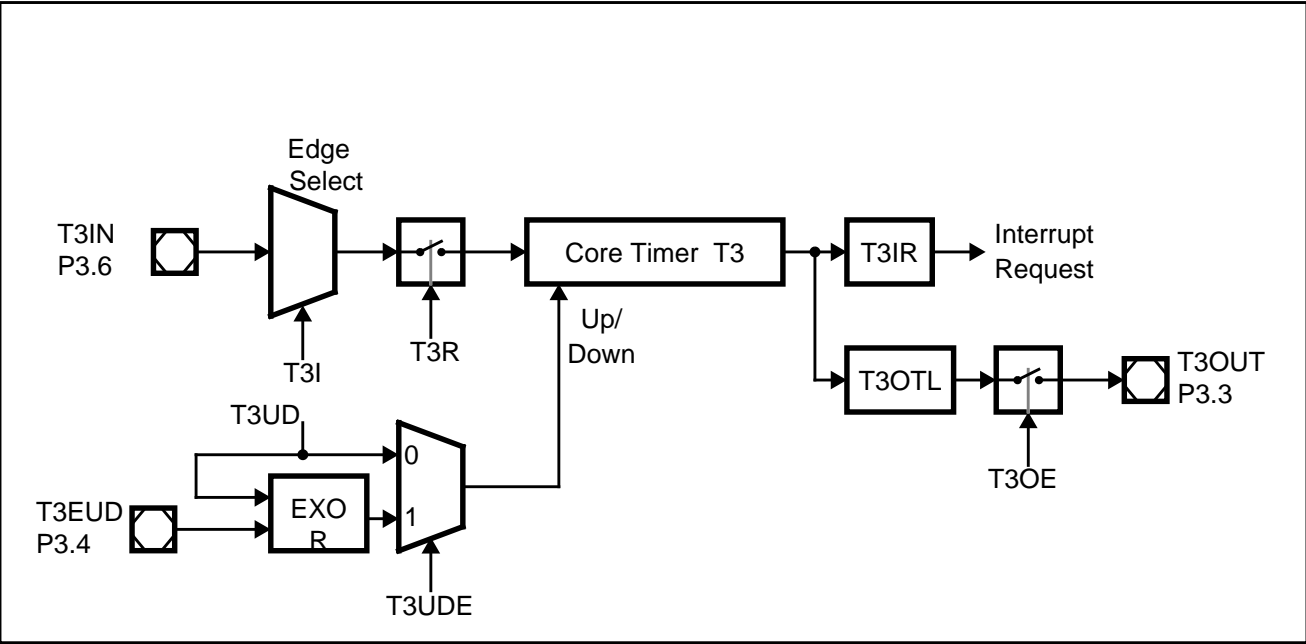 Edge
Select
T3IN
P3.6
Core Timer T3
T3IR
Interrupt
Request
T3I
T3R
Up/
Down
T3OTL
T3OUT
P3.3
T3OE
T3UD
0
T3EUD
P3.4
EXO
R
1
T3UDE